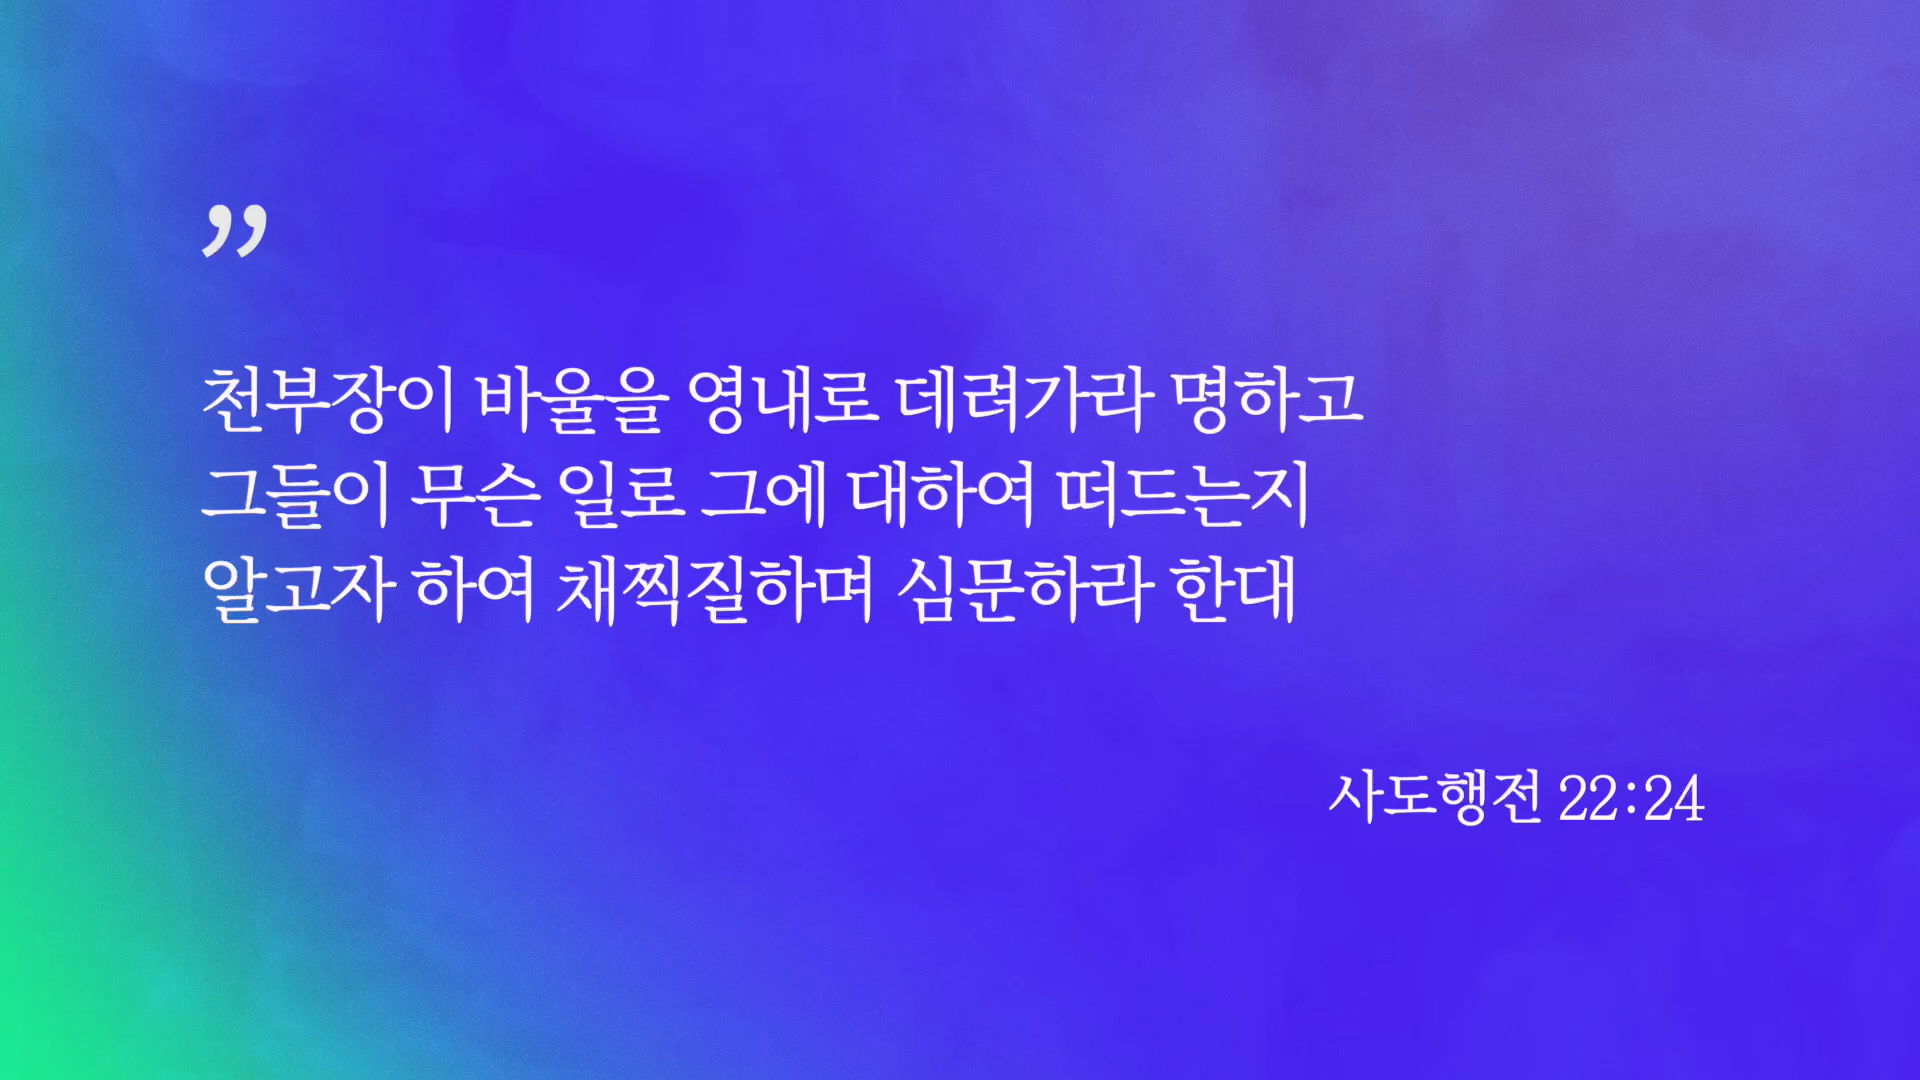 ”
천부장이 바울을 영내로 데려가라 명하고
그들이 무슨 일로 그에 대하여 떠드는지
알고자 하여 채찍질하며 심문하라 한대
사도행전 22:24